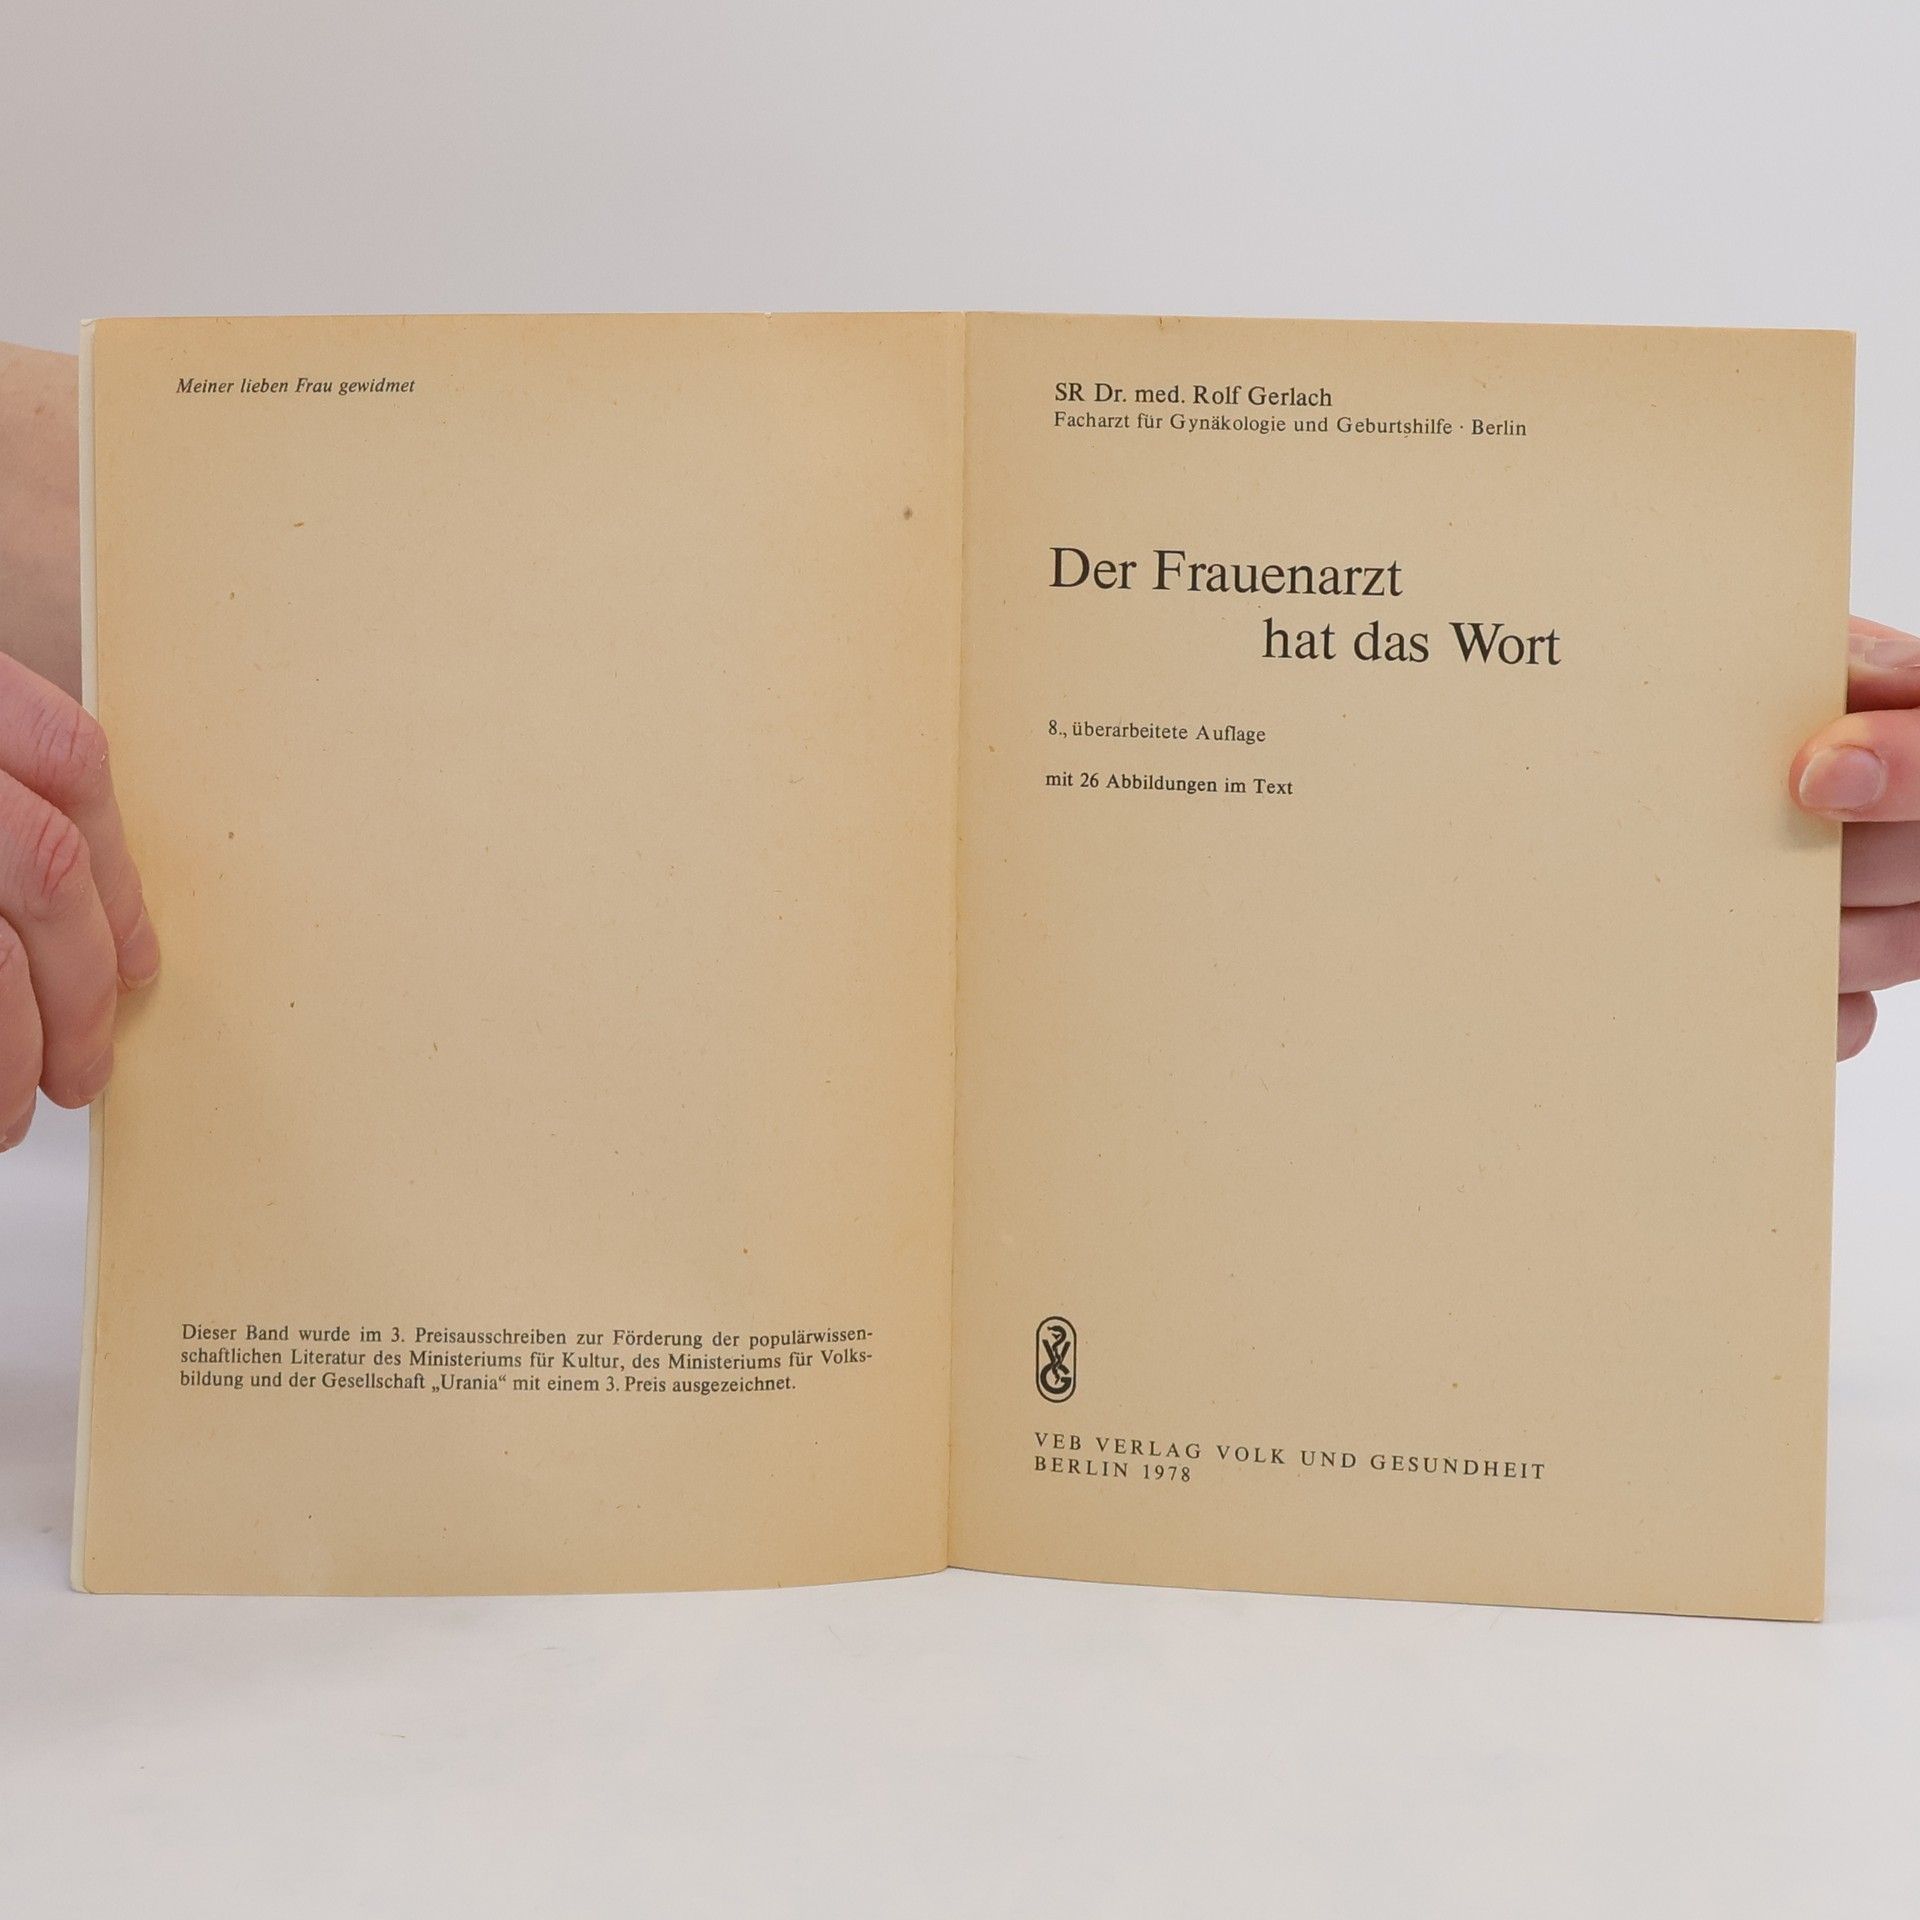 Meiner lieben Frau gewidmet
Dieser Band wurde im 3. Preisausschreiben zur Förderung der populärwissen-
schaftlichen Literatur des Ministeriums für Kultur, des Ministeriums für Volks-
bildung und der Gesellschaft „Urania“ mit einem 3. Preis ausgezeichnet.
SR Dr. med. Rolf Gerlach
Facharzt für Gynäkologie und Geburtshilfe · Berlin
Der Frauenarzt
hat das Wort
8., überarbeitete Auflage
mit 26 Abbildungen im Text
VG
VEB VERLAG VOLK UND GESUNDHEIT
BERLIN 1978